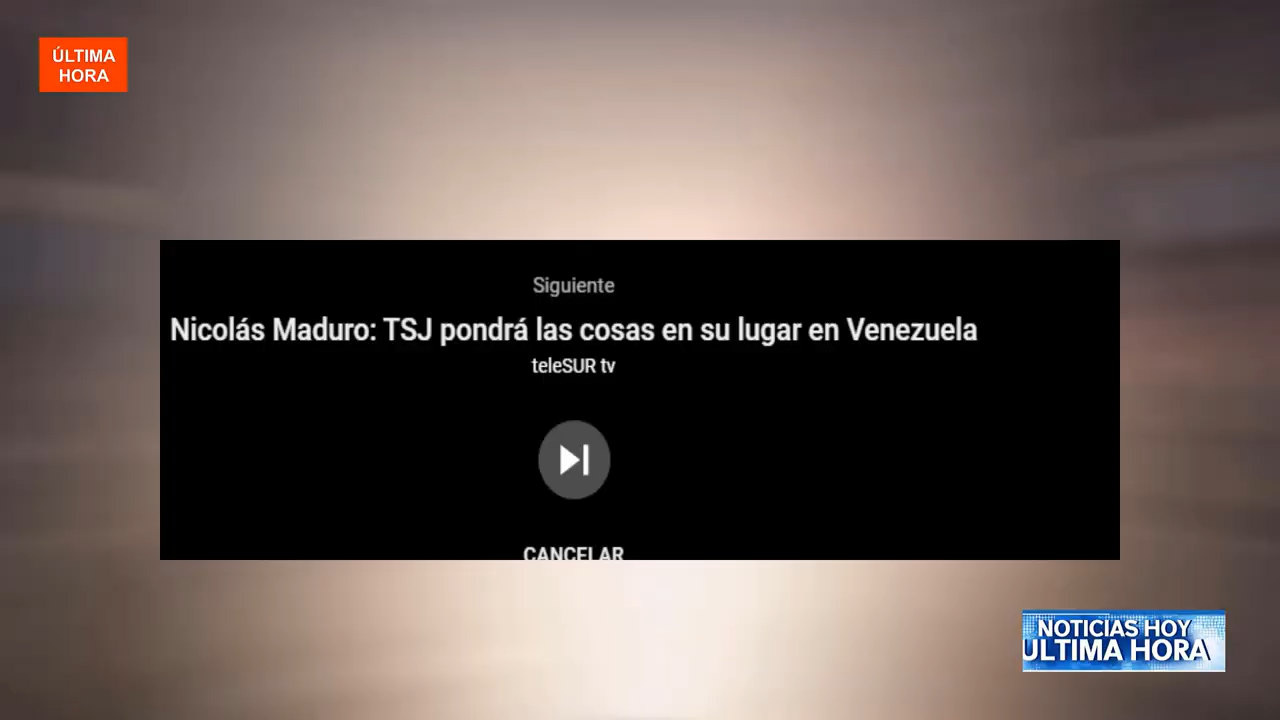 ÚLTIMA
HORA
Siguiente
Nicolás Maduro: TSJ pondrá las cosas en su lugar en Venezuela
teleSUR tv
CANCELAR
NOTICIAS HOY
ULTIMA HORA